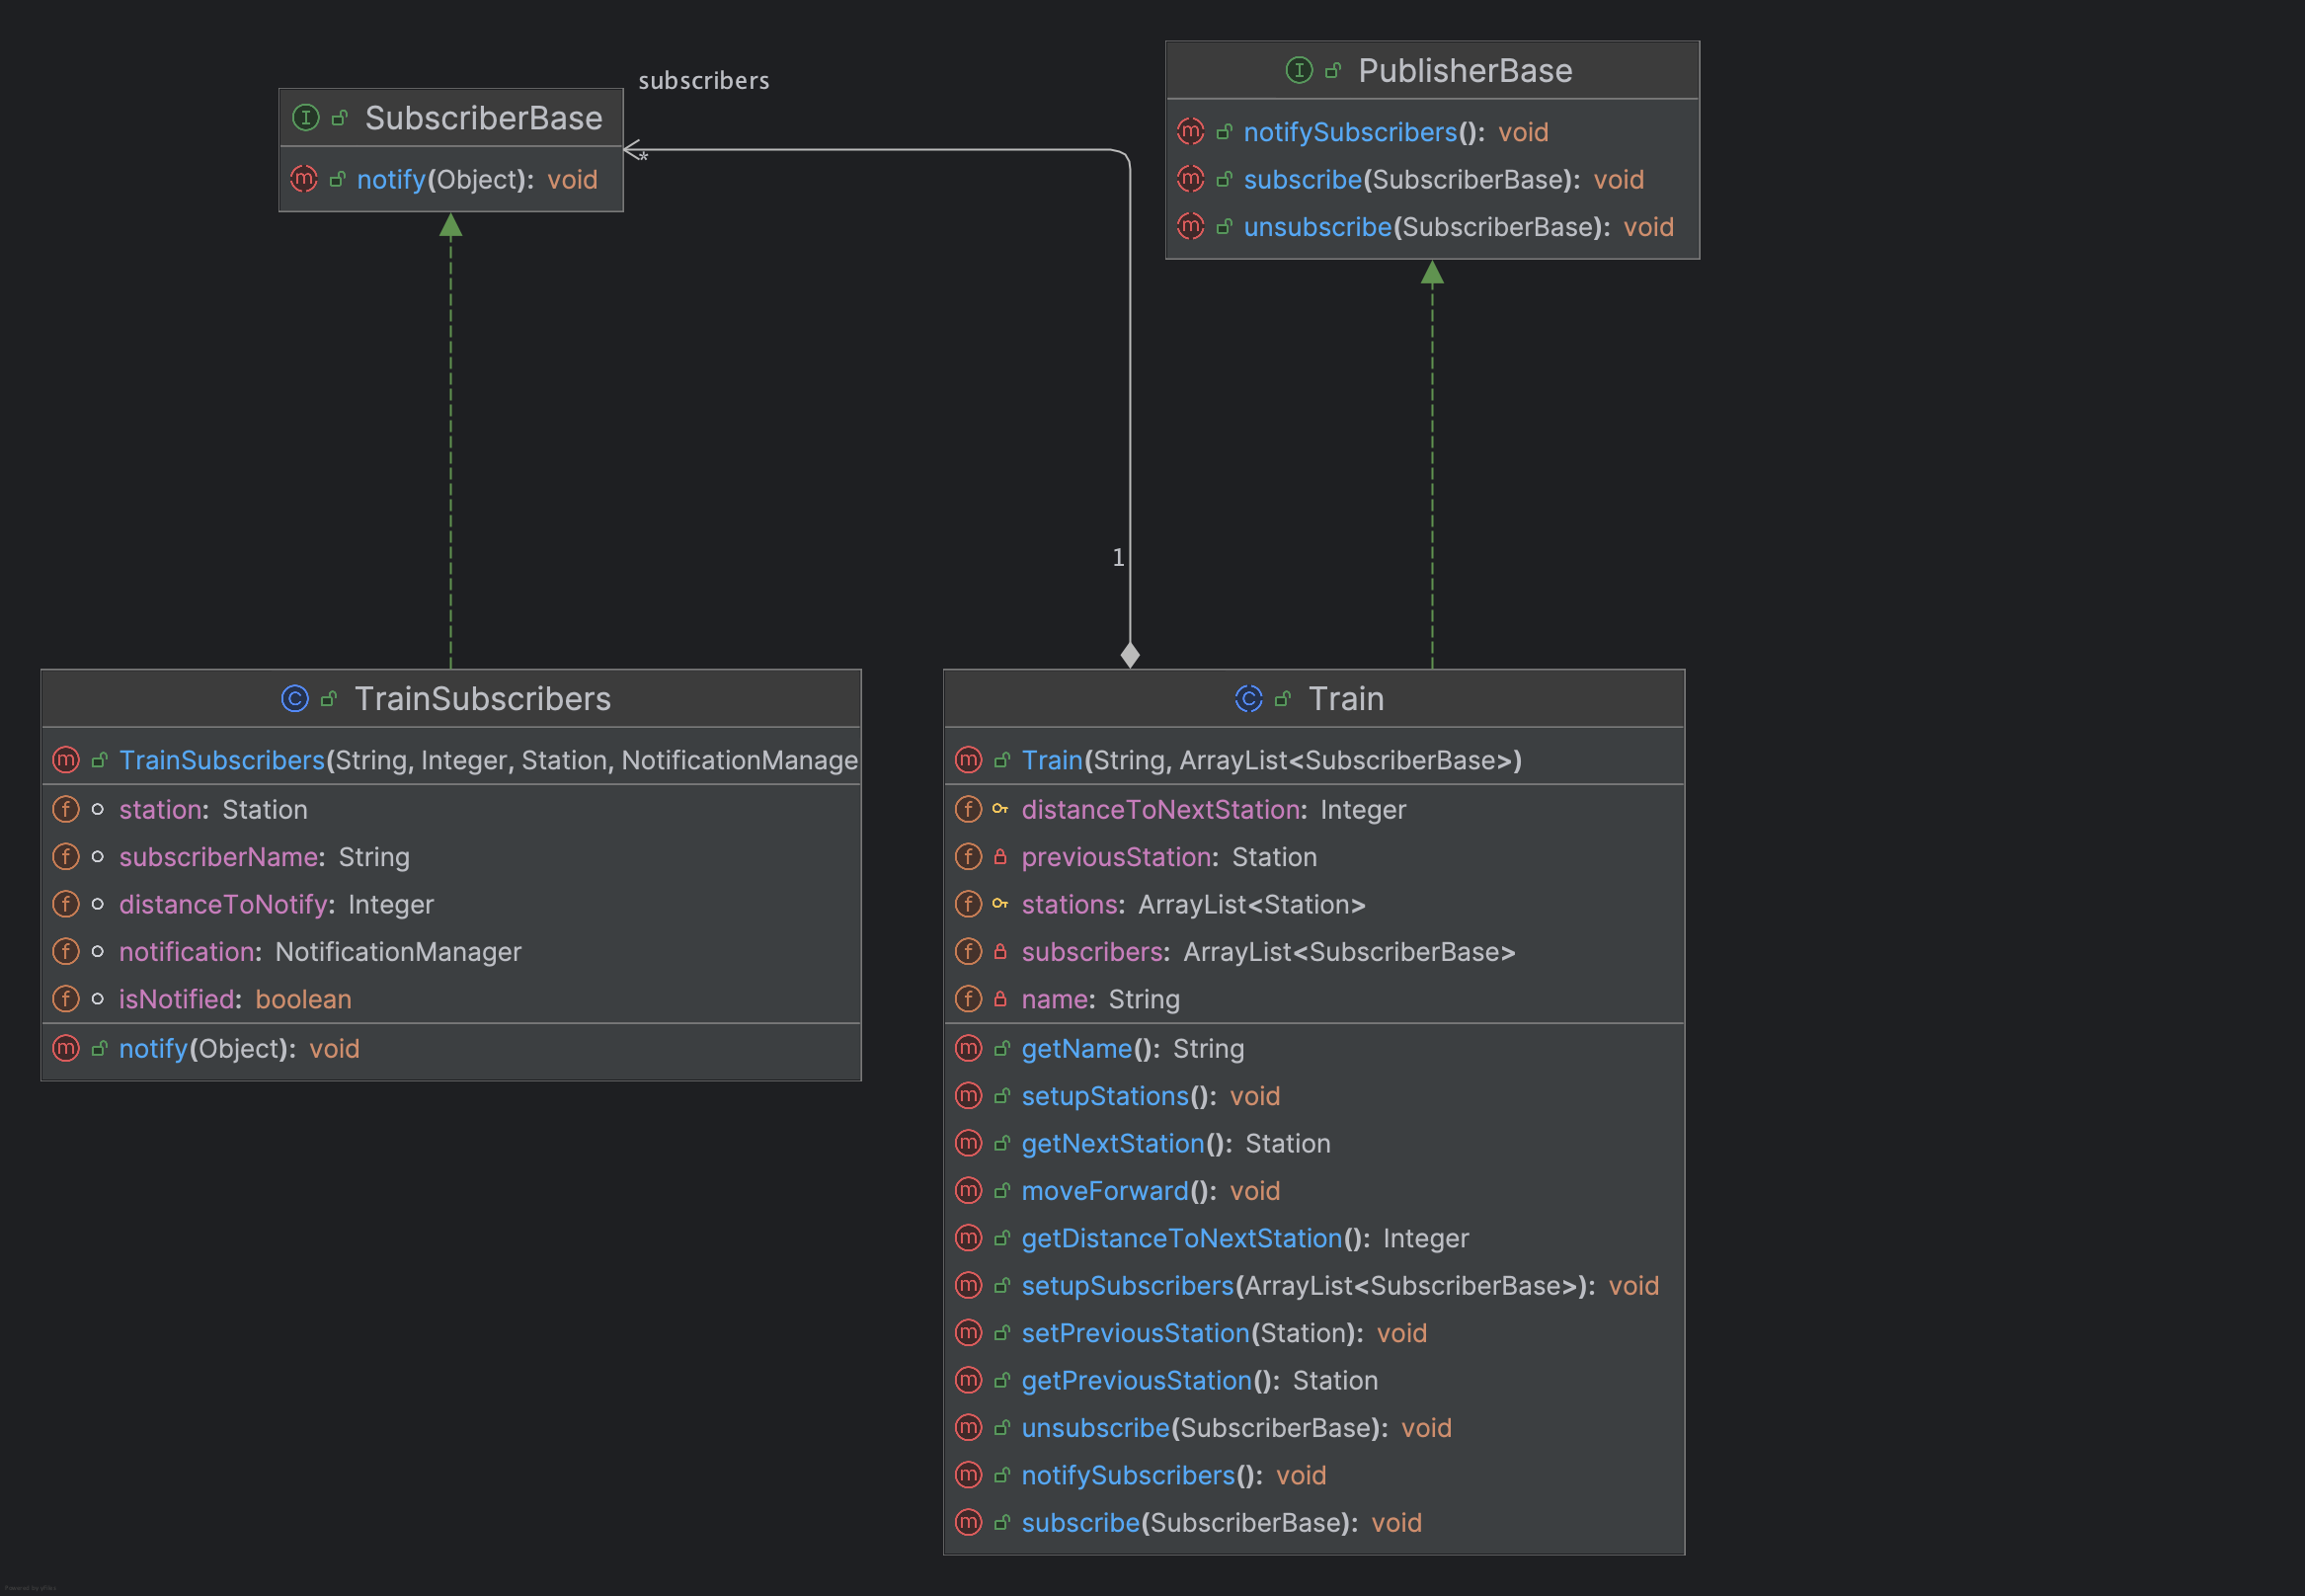 subscribers
SubscriberBase
notify(Object): void
*
PublisherBase
notifySubscribers(): void
subscribe(SubscriberBase): void
unsubscribe(SubscriberBase): void
1
TrainSubscribers
TrainSubscribers(String, Integer, Station, NotificationManage
station: Station
subscriberName: String
distanceToNotify: Integer
notification: NotificationManager
isNotified: boolean
notify(Object): void
Train
Train(String, ArrayList<SubscriberBase>)
distanceToNextStation: Integer
previousStation: Station
stations: ArrayList<Station>
subscribers: ArrayList<SubscriberBase>
name: String
getName(): String
setupStations(): void
getNextStation(): Station
moveForward(): void
getDistanceToNextStation(): Integer
setupSubscribers(ArrayList<SubscriberBase>): void
setPreviousStation(Station): void
getPreviousStation(): Station
unsubscribe(SubscriberBase): void
notifySubscribers(): void
subscribe(SubscriberBase): void
Powered by yFiles